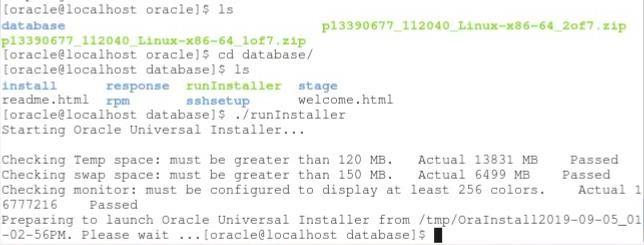 [oracle@localhost oracle]$ ls
database p13390677_112040_Linux-x86-64_2of7.zip
p13390677_112040_Linux-x86-64_1of7.zip
[oracle@localhost oracle]$ cd database/
[oracle@localhost database]$ ls
install response runInstaller stage
readme.html rpm sshsetup welcome.html
[oracle@localhost database]$ ./runInstaller
Starting Oracle Universal Installer...
Checking Temp space: must be greater than 120 MB. Actual 13831 MB Passed
Checking swap space: must be greater than 150 MB. Actual 6499 MB Passed
Checking monitor: must be configured to display at least 256 colors. Actual 1
6777216 Passed
Preparing to launch Oracle Universal Installer from /tmp/OraInstall2019-09-05_01
-02-56PM. Please wait ...[oracle@localhost database]$